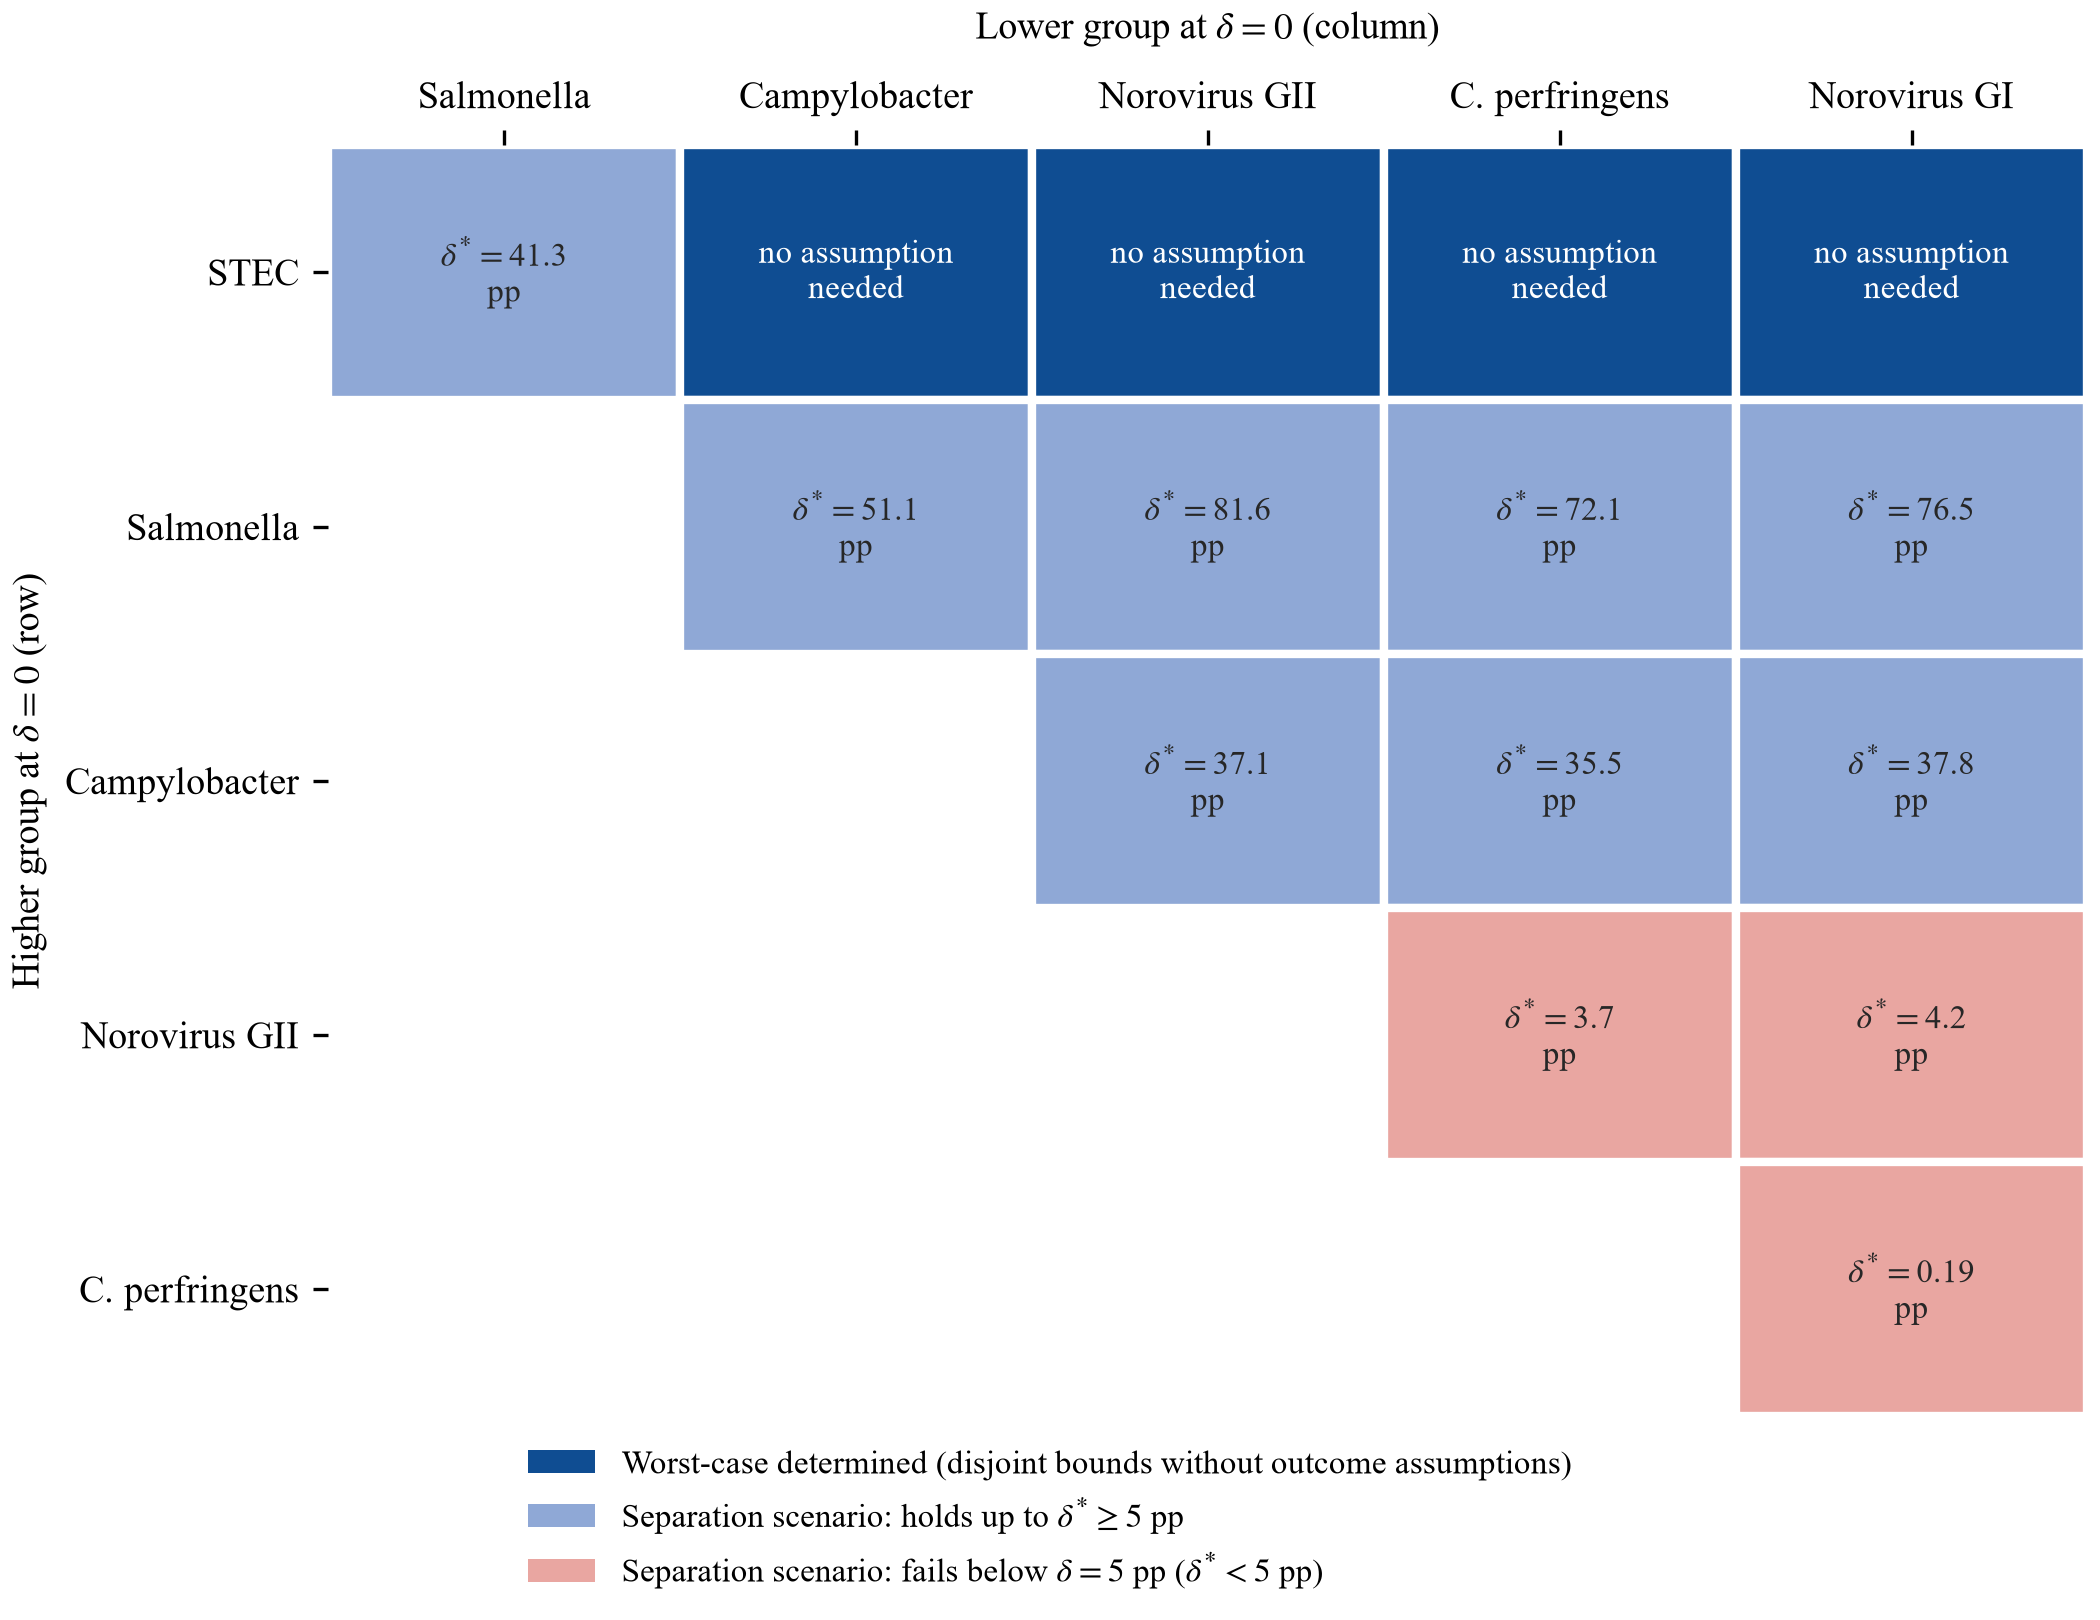 Lower group at δ = 0 (column)
Salmonella Campylobacter Norovirus GII C. perfringens Norovirus GI
Higher group at δ = 0 (row)
STEC
δ* = 41.3
pp
no assumption
needed
no assumption
needed
no assumption
needed
no assumption
needed
Salmonella
δ* = 51.1
pp
δ* = 81.6
pp
δ* = 72.1
pp
δ* = 76.5
pp
Campylobacter
δ* = 37.1
pp
δ* = 35.5
pp
δ* = 37.8
pp
Norovirus GII
δ* = 3.7
pp
δ* = 4.2
pp
C. perfringens
δ* = 0.19
pp
Worst-case determined (disjoint bounds without outcome assumptions)
Separation scenario: holds up to δ* ≥ 5 pp
Separation scenario: fails below δ = 5 pp (δ* < 5 pp)